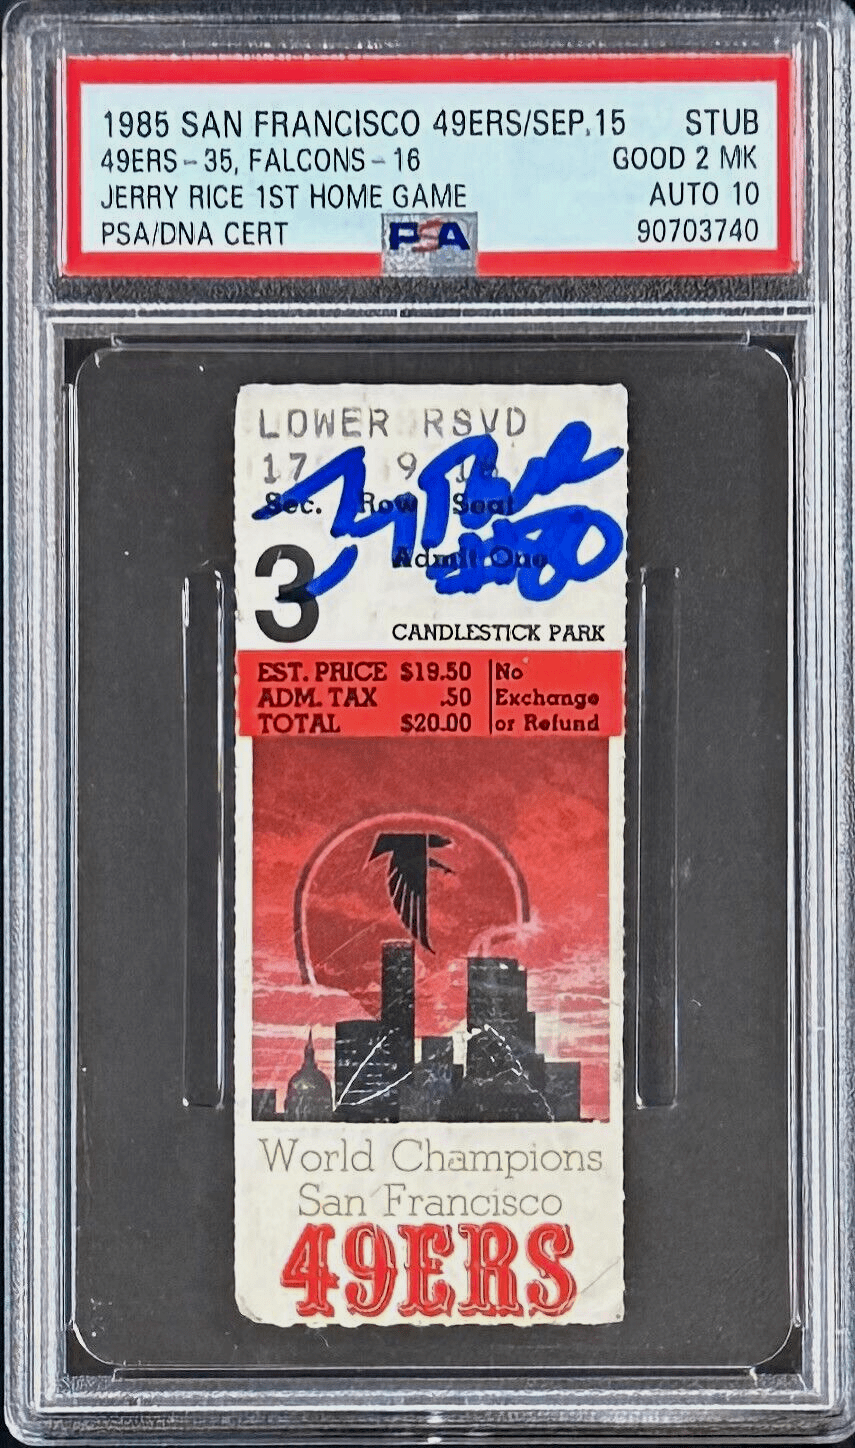 1985 SAN FRANCISCO 49ERS/SEP.15 STUB
49ERS-35, FALCONS-16 GOOD 2 MK
JERRY RICE 1ST HOME GAME AUTO 10
PSA/DNA CERT PSA 90703740
LOWER RSVD
17 9
Sec. Row Seat
Jerry Rice
#80
Admit One
3
CANDLESTICK PARK
EST. PRICE $19.50 No
ADM. TAX .50 Exchange
TOTAL $20.00 or Refund
World Champions
San Francisco
49ERS